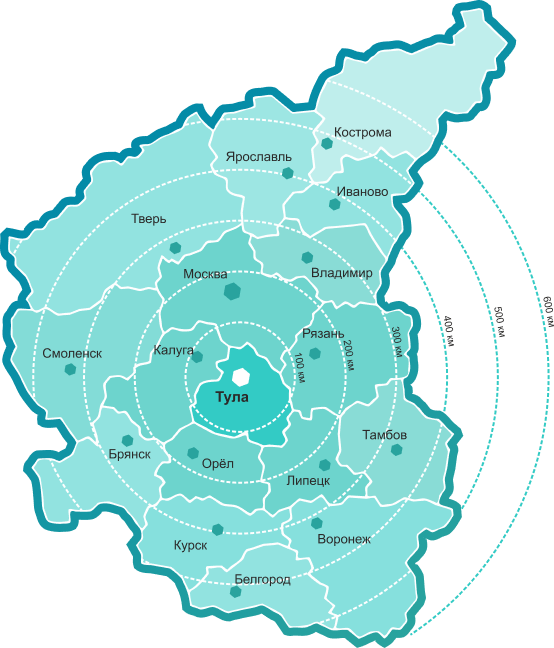 Кострома
Ярославль
Иваново
Тверь
Москва
Владимир
600 км
500 км
400 км
300 км
200 км
100 км
Рязань
Калуга
Смоленск
Тула
Тамбов
Брянск
Орёл
Липецк
Курск
Воронеж
Белгород